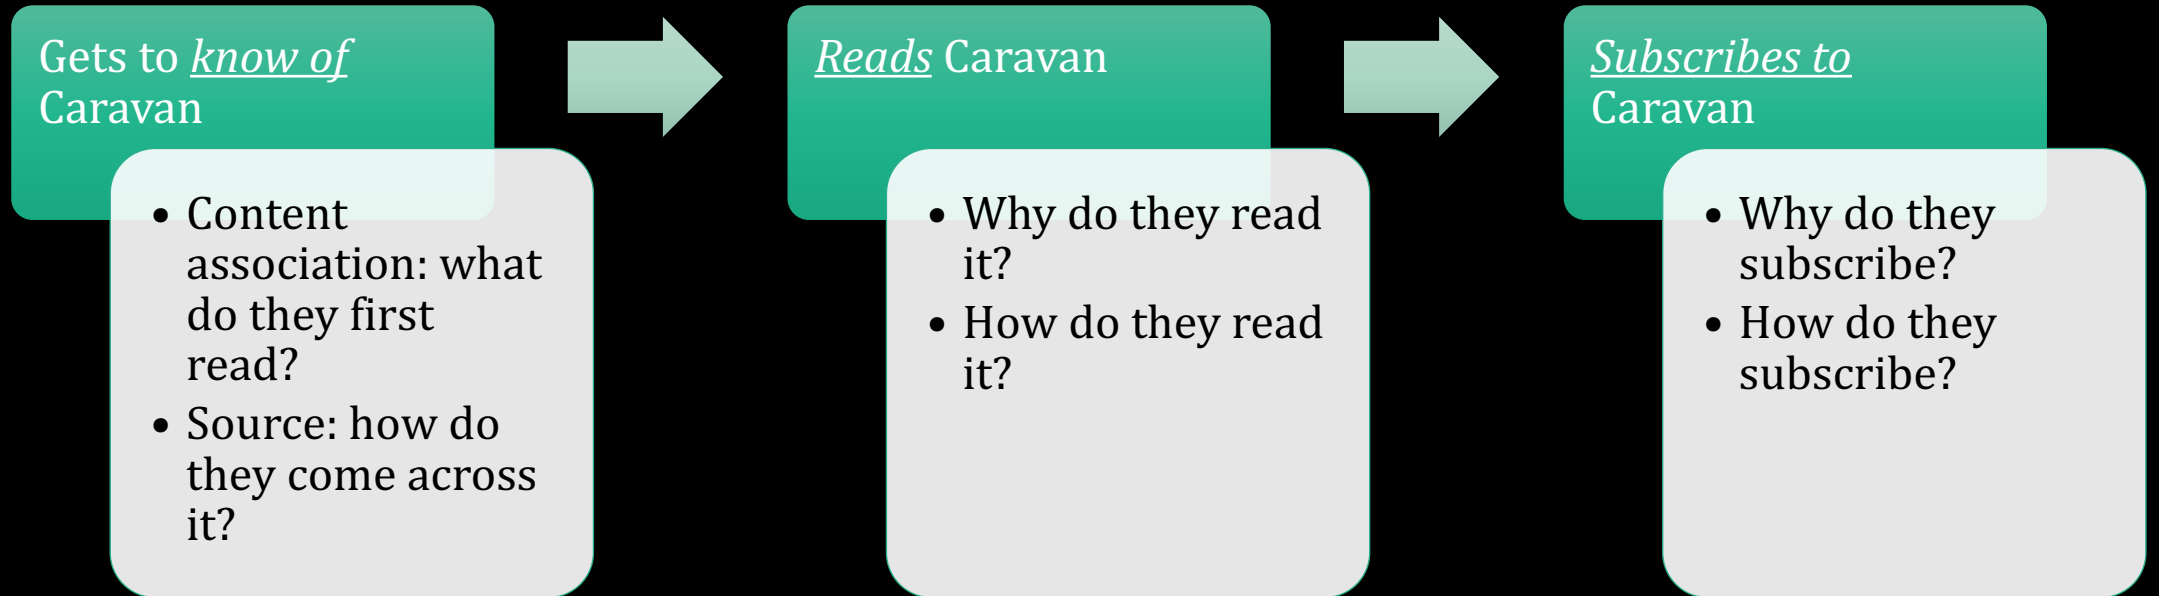 Gets to know of
Caravan
• Content
association: what
do they first
read?
• Source: how do
they come across
it?
Reads Caravan
• Why do they read
it?
• How do they read
it?
Subscribes to
Caravan
• Why do they
subscribe?
• How do they
subscribe?